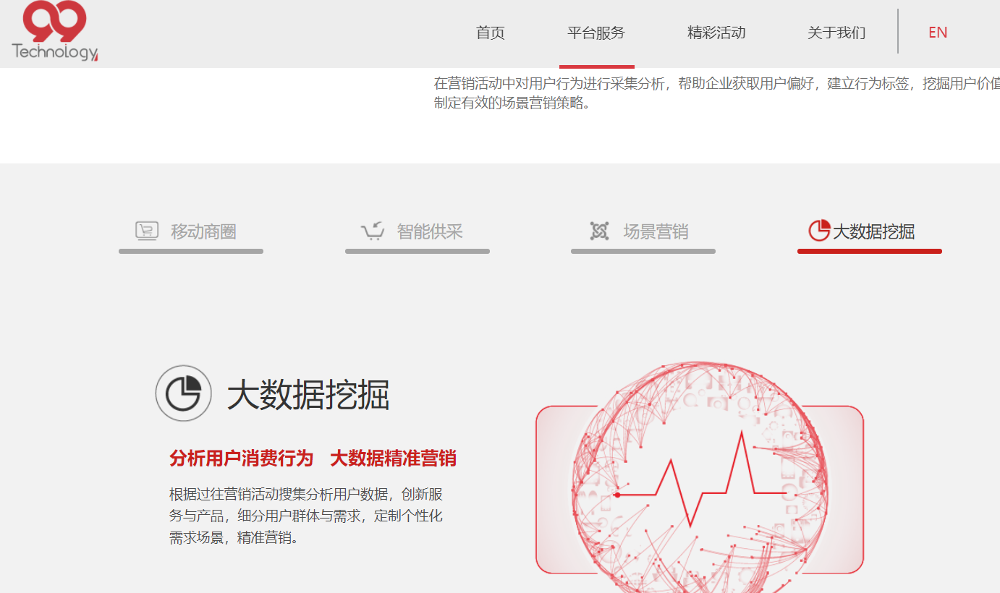 99
Technology
首页
平台服务
精彩活动
关于我们
EN
在营销活动中对用户行为进行采集分析，帮助企业获取用户偏好，建立行为标签，挖掘用户价值
制定有效的场景营销策略。
移动商圈
智能供采
场景营销
大数据挖掘
大数据挖掘
分析用户消费行为 大数据精准营销
根据过往营销活动搜集分析用户数据，创新服
务与产品，细分用户群体与需求，定制个性化
需求场景，精准营销。